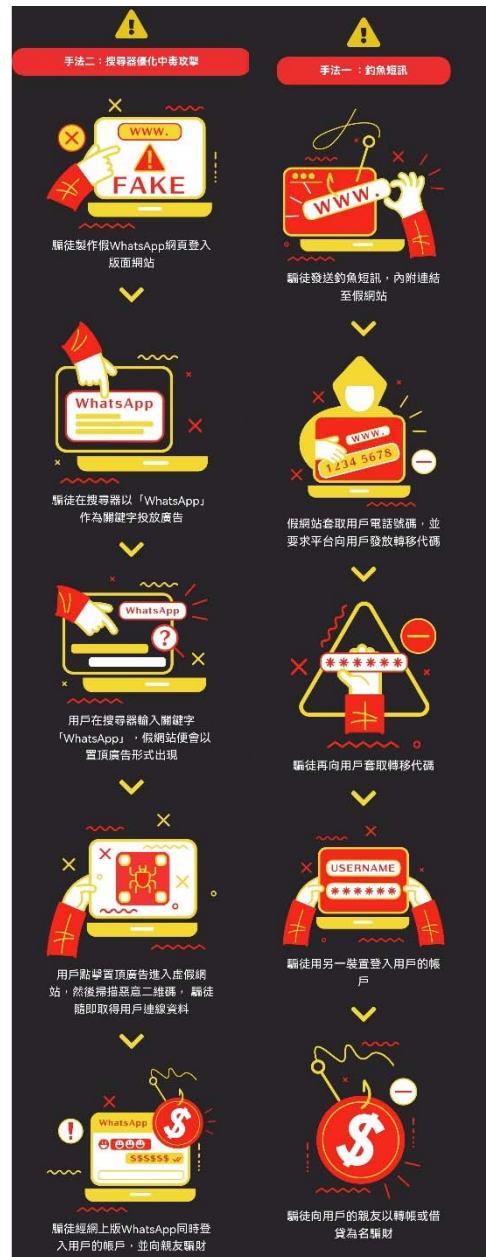 手法二：搜尋器優化中毒攻擊
WWW.
FAKE
騙徒製作假WhatsApp網頁登入
版面網站
WhatsApp
騙徒在搜尋器以「WhatsApp」
作為關鍵字投放廣告
WhatsApp
?
用戶在搜尋器輸入關鍵字
「WhatsApp」，假網站便會以
置頂廣告形式出現
用戶點擊置頂廣告進入虛假網
站，然後掃描惡意二維碼， 騙徒
隨即取得用戶連線資料
WhatsApp
$
$$$$$$
騙徒經網上版WhatsApp同時登
入用戶的帳戶，並向親友騙財
手法一 ：釣魚短訊
WWW.
騙徒發送釣魚短訊，內附連結
至假網站
WWW.
1234 5678
假網站套取用戶電話號碼，並
要求平台向用戶發放轉移代碼
******
騙徒再向用戶套取轉移代碼
USERNAME
******
騙徒用另一裝置登入用戶的帳
戶
$
騙徒向用戶的親友以轉帳或借
貸為名騙財